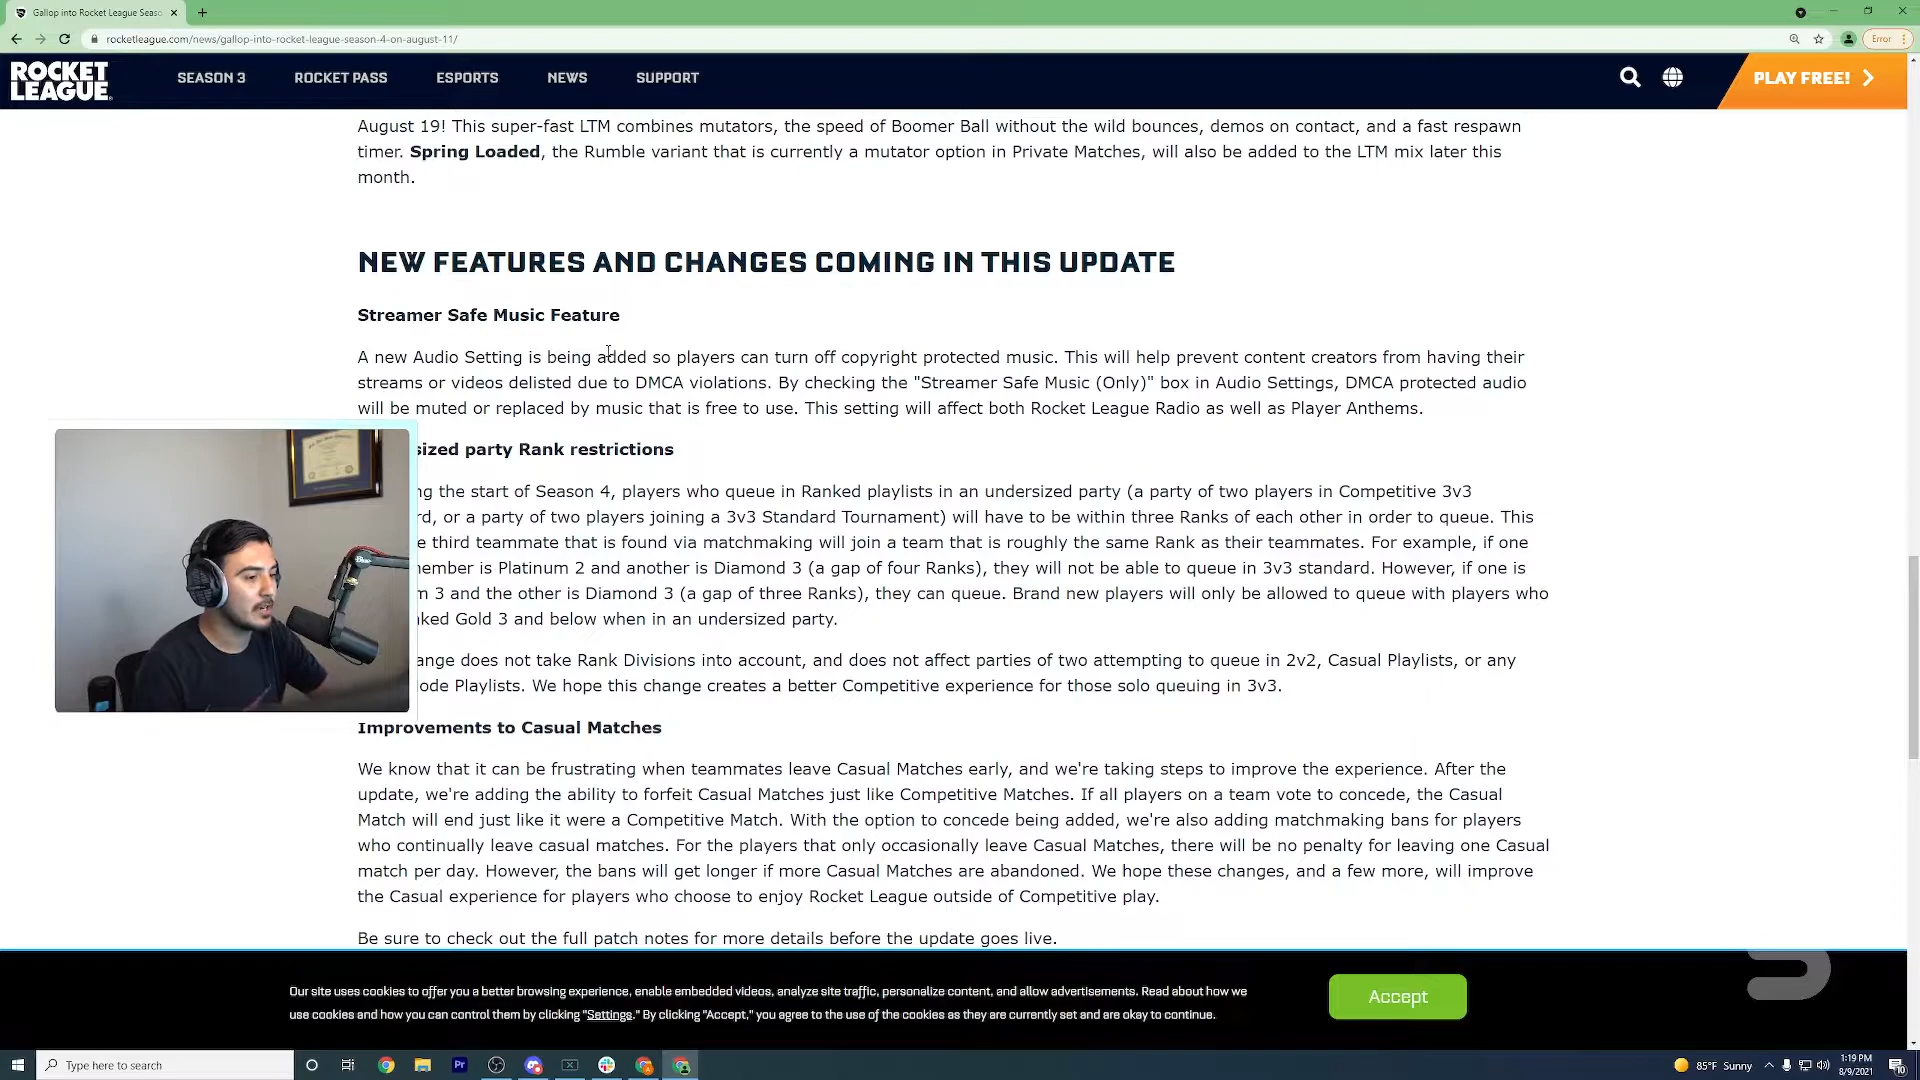 Gallop into Rocket League Seaso
rocketleague.com/news/gallop-into-rocket-league-season-4-on-august-11/
Error
ROCKET LEAGUE
SEASON 3
ROCKET PASS
ESPORTS
NEWS
SUPPORT
PLAY FREE!
August 19! This super-fast LTM combines mutators, the speed of Boomer Ball without the wild bounces, demos on contact, and a fast respawn
timer. Spring Loaded, the Rumble variant that is currently a mutator option in Private Matches, will also be added to the LTM mix later this
month.
NEW FEATURES AND CHANGES COMING IN THIS UPDATE
Streamer Safe Music Feature
A new Audio Setting is being added so players can turn off copyright protected music. This will help prevent content creators from having their
streams or videos delisted due to DMCA violations. By checking the "Streamer Safe Music (Only)" box in Audio Settings, DMCA protected audio
will be muted or replaced by music that is free to use. This setting will affect both Rocket League Radio as well as Player Anthems.
sized party Rank restrictions
ng the start of Season 4, players who queue in Ranked playlists in an undersized party (a party of two players in Competitive 3v3
rd, or a party of two players joining a 3v3 Standard Tournament) will have to be within three Ranks of each other in order to queue. This
e third teammate that is found via matchmaking will join a team that is roughly the same Rank as their teammates. For example, if one
ember is Platinum 2 and another is Diamond 3 (a gap of four Ranks), they will not be able to queue in 3v3 standard. However, if one is
m 3 and the other is Diamond 3 (a gap of three Ranks), they can queue. Brand new players will only be allowed to queue with players who
ked Gold 3 and below when in an undersized party.
ange does not take Rank Divisions into account, and does not affect parties of two attempting to queue in 2v2, Casual Playlists, or any
ode Playlists. We hope this change creates a better Competitive experience for those solo queuing in 3v3.
Improvements to Casual Matches
We know that it can be frustrating when teammates leave Casual Matches early, and we're taking steps to improve the experience. After the
update, we're adding the ability to forfeit Casual Matches just like Competitive Matches. If all players on a team vote to concede, the Casual
Match will end just like it were a Competitive Match. With the option to concede being added, we're also adding matchmaking bans for players
who continually leave casual matches. For the players that only occasionally leave Casual Matches, there will be no penalty for leaving one Casual
match per day. However, the bans will get longer if more Casual Matches are abandoned. We hope these changes, and a few more, will improve
the Casual experience for players who choose to enjoy Rocket League outside of Competitive play.
Be sure to check out the full patch notes for more details before the update goes live.
Our site uses cookies to offer you a better browsing experience, enable embedded videos, analyze site traffic, personalize content, and allow advertisements. Read about how we
use cookies and how you can control them by clicking "Settings." By clicking "Accept," you agree to the use of the cookies as they are currently set and are okay to continue.
Accept
Type here to search
Pr
85°F Sunny
1:19 PM
8/9/2021